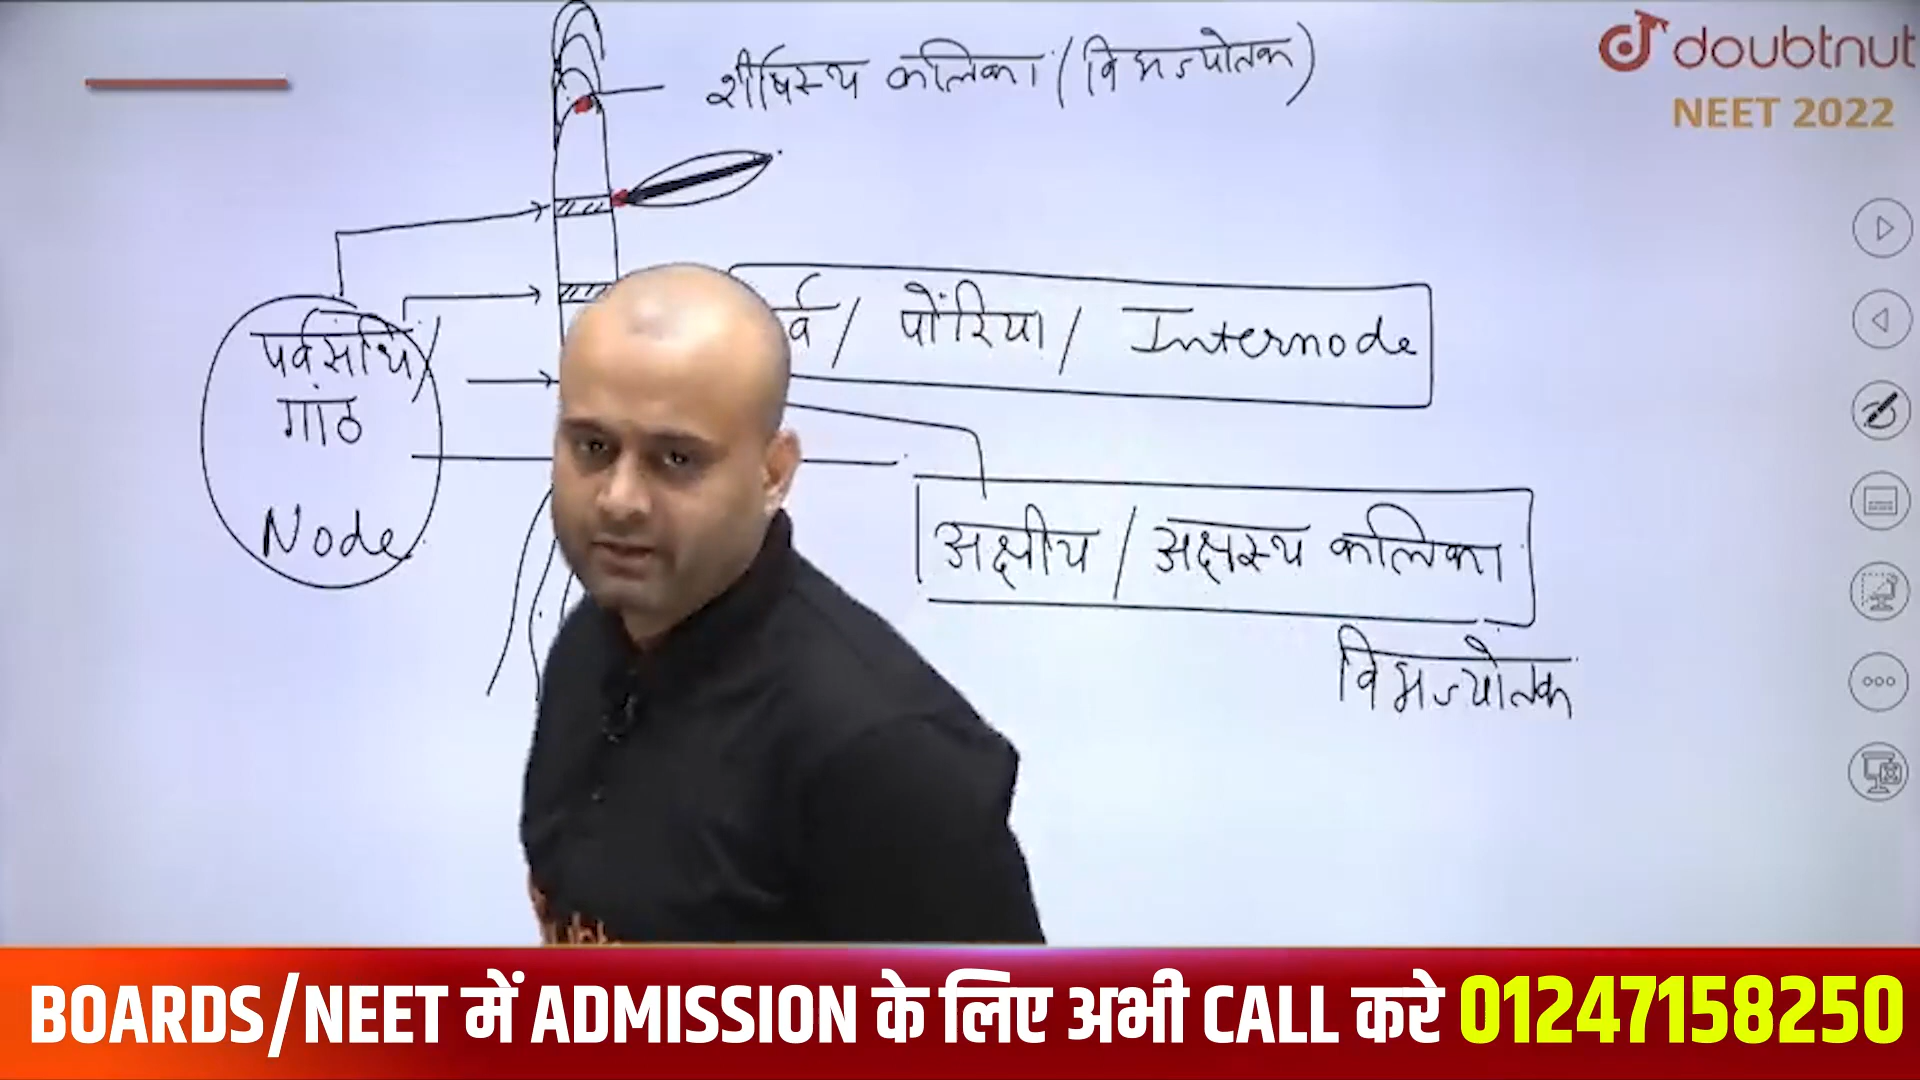 शीर्षस्थ कलिका (विभज्योतक)
doubtnut
NEET 2022
र्व / पोरिया / Internode
पर्वसंधि/
गांठ
Node
अक्षीय / अक्षस्थ कलिका
विभज्योतक
BOARDS/NEET में ADMISSION के लिए अभी CALL करे 01247158250